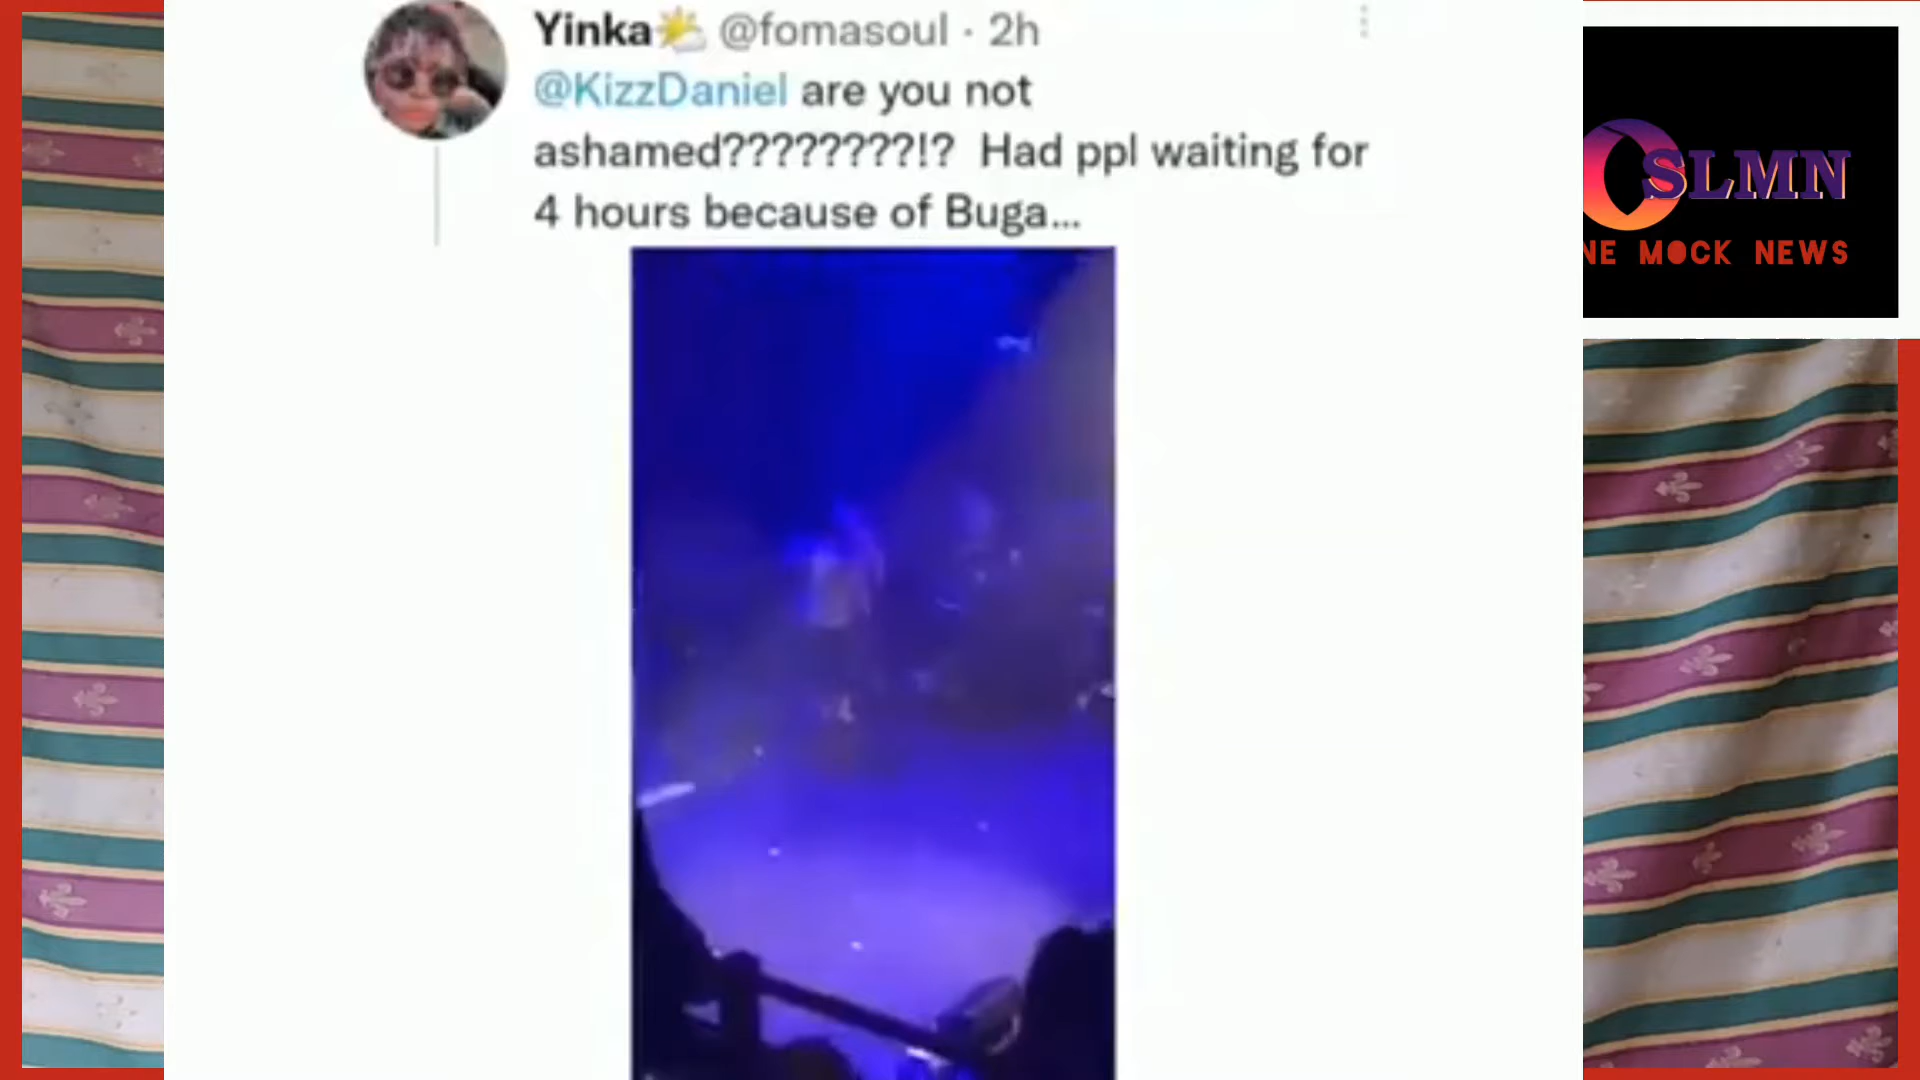 Yinka @fomasoul · 2h
@KizzDaniel are you not
ashamed????????!? Had ppl waiting for
4 hours because of Buga...
SLMN
NE MOCK NEWS